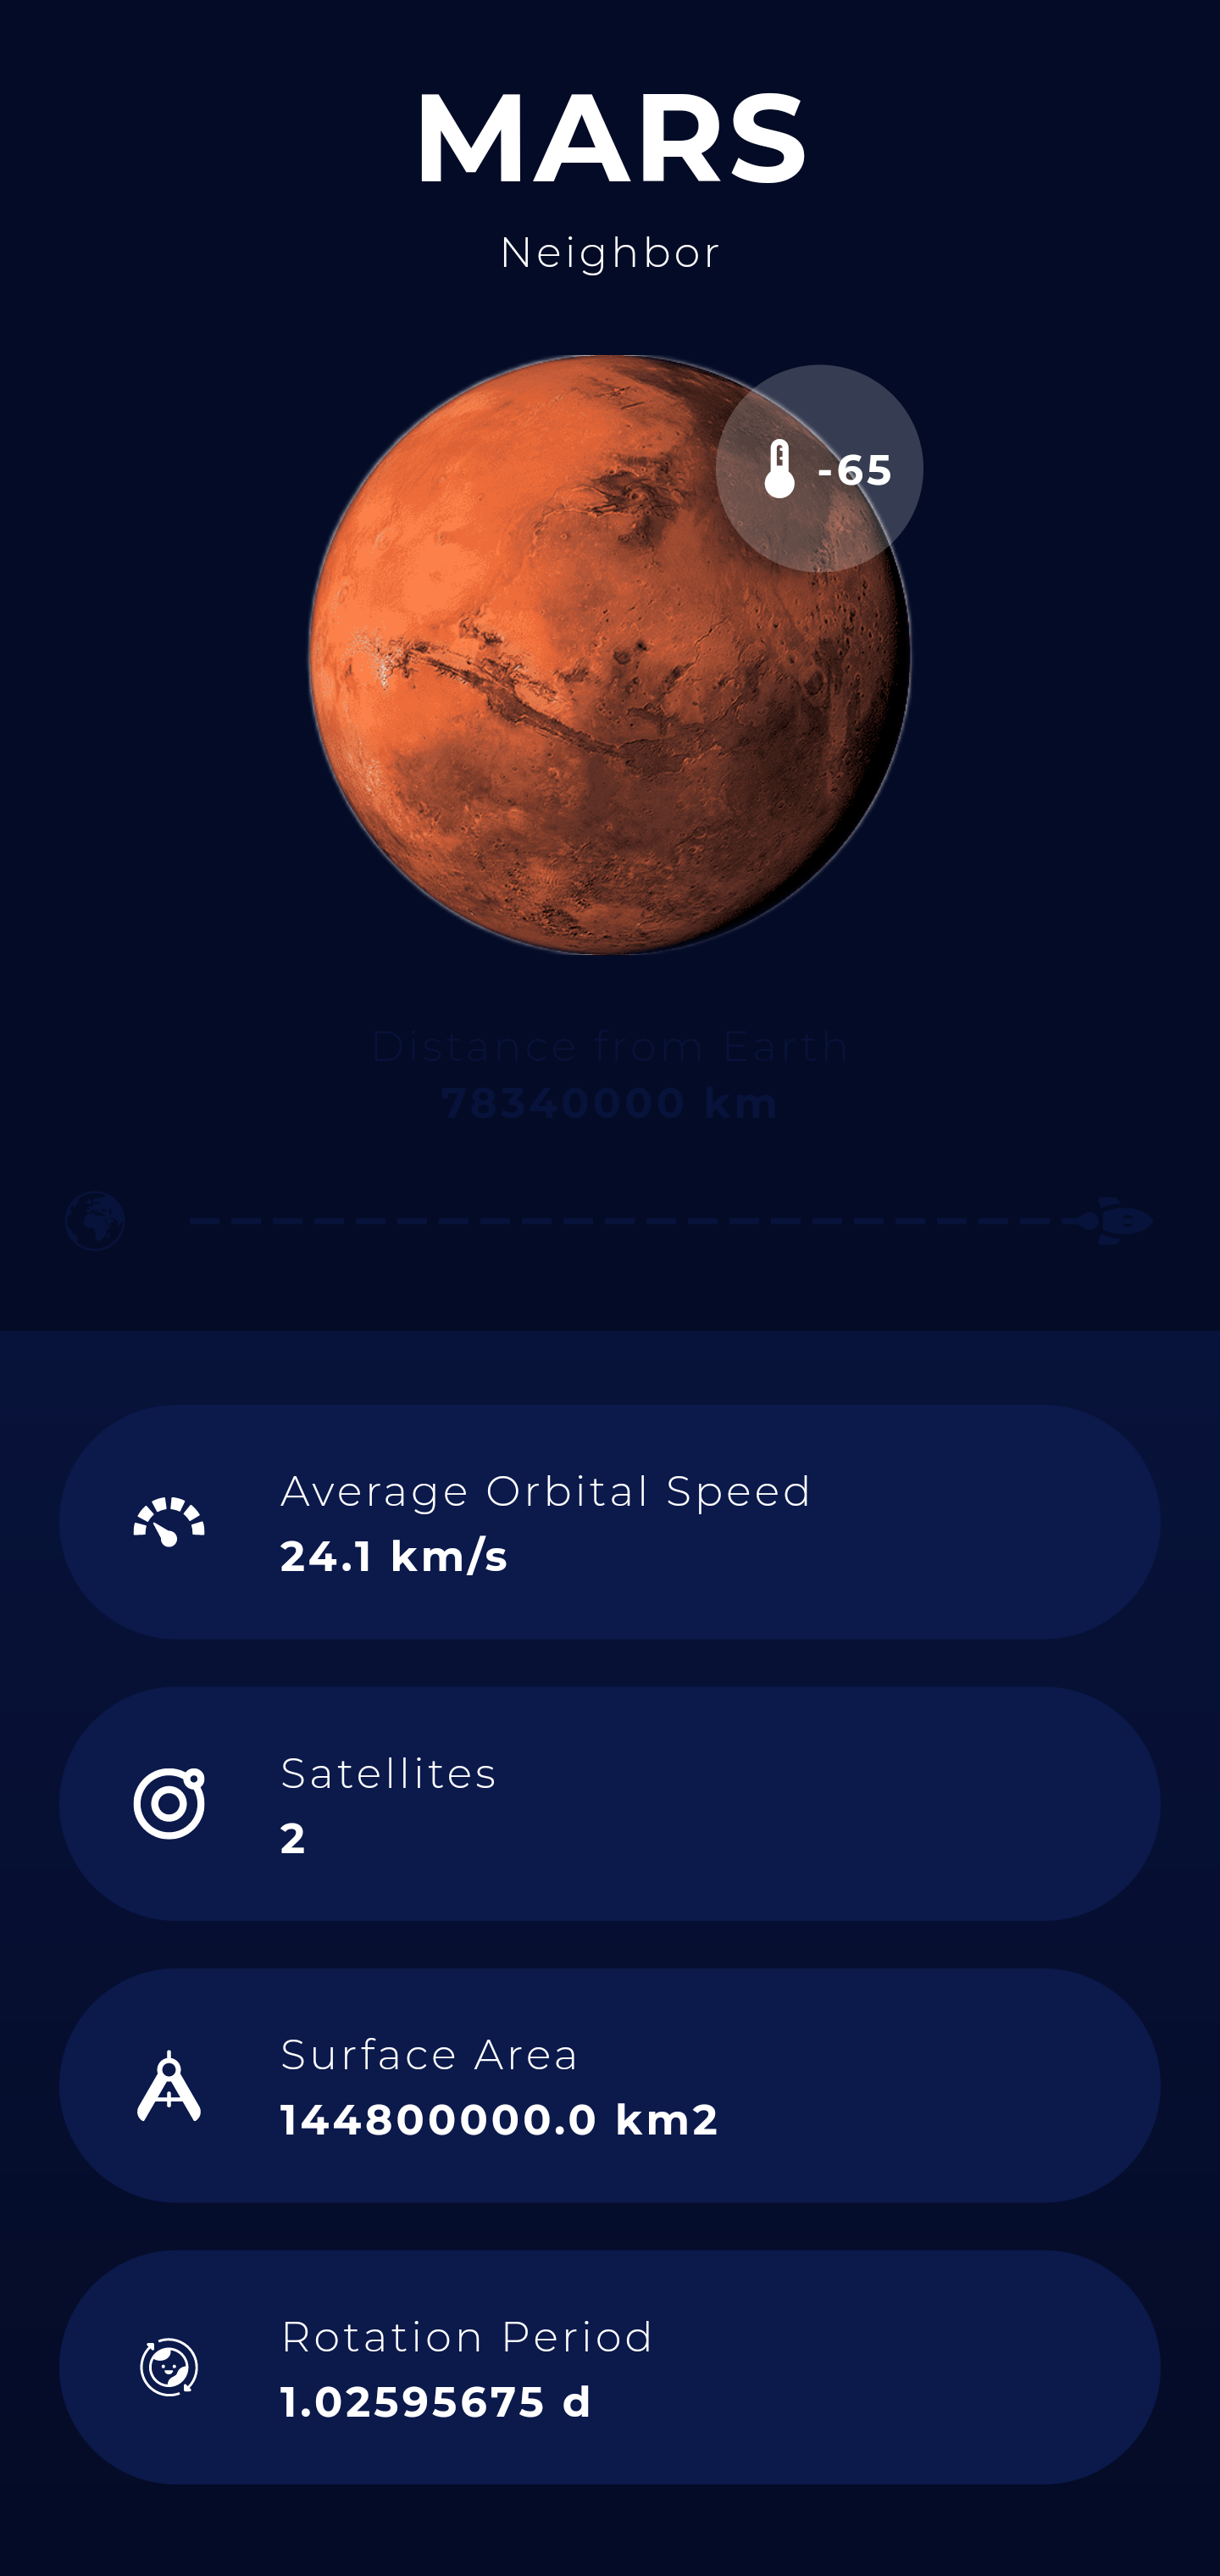 MARS
Neighbor
-65
Distance from Earth
78340000 km
Average Orbital Speed
24.1 km/s
Satellites
2
Surface Area
144800000.0 km2
Rotation Period
1.02595675 d